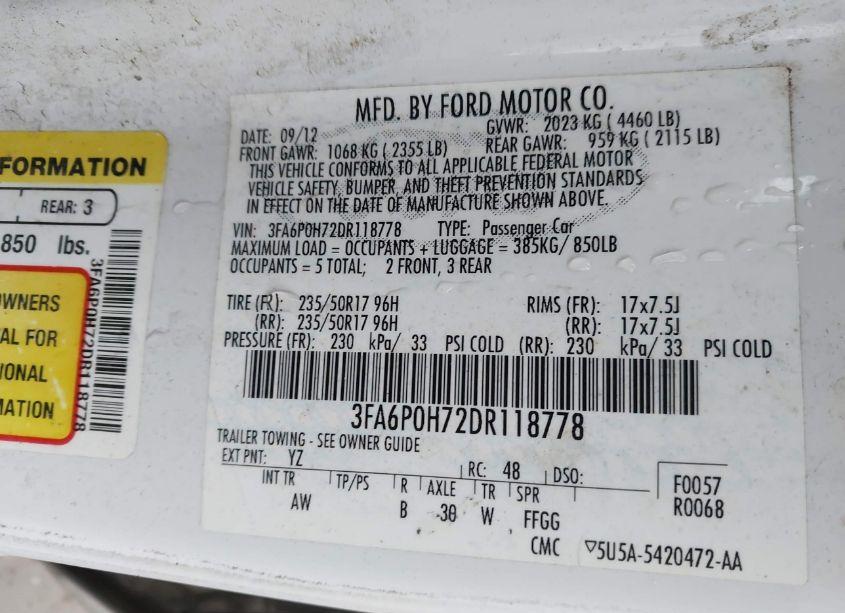 FORMATION
REAR: 3
850 lbs.
OWNERS
AL FOR
IONAL
MATION
3FA6P0H72DR118778
MFD. BY FORD MOTOR CO.
DATE: 09/12 GVWR: 2023 KG ( 4460 LB)
FRONT GAWR: 1068 KG ( 2355 LB) REAR GAWR: 959 KG ( 2115 LB)
THIS VEHICLE CONFORMS TO ALL APPLICABLE FEDERAL MOTOR
VEHICLE SAFETY, BUMPER, AND THEFT PREVENTION STANDARDS
IN EFFECT ON THE DATE OF MANUFACTURE SHOWN ABOVE.
VIN: 3FA6P0H72DR118778 TYPE: Passenger Car
MAXIMUM LOAD = OCCUPANTS + LUGGAGE = 385KG/ 850LB
OCCUPANTS = 5 TOTAL; 2 FRONT, 3 REAR
TIRE (FR): 235/50R17 96H RIMS (FR): 17x7.5J
(RR): 235/50R17 96H (RR): 17x7.5J
PRESSURE (FR): 230 kPa/ 33 PSI COLD (RR): 230 kPa/ 33 PSI COLD
3FA6P0H72DR118778
TRAILER TOWING - SEE OWNER GUIDE
EXT PNT: YZ RC: 48 DSO: F0057
INT TR TP/PS R AXLE TR SPR R0068
AW B 38 W FFGG
CMC ▽5U5A-5420472-AA